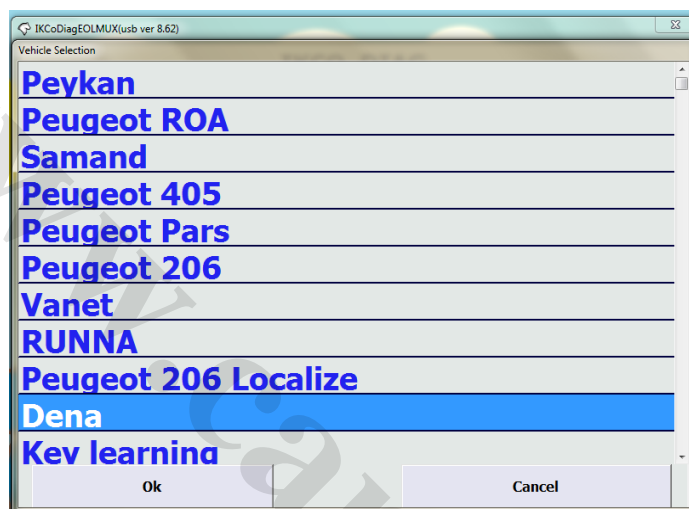 IKCoDiagEOLMUX(usb ver 8.62)
Vehicle Selection
Peykan
Peugeot ROA
Samand
Peugeot 405
Peugeot Pars
Peugeot 206
Vanet
RUNNA
Peugeot 206 Localize
Dena
Key learning
Ok
Cancel